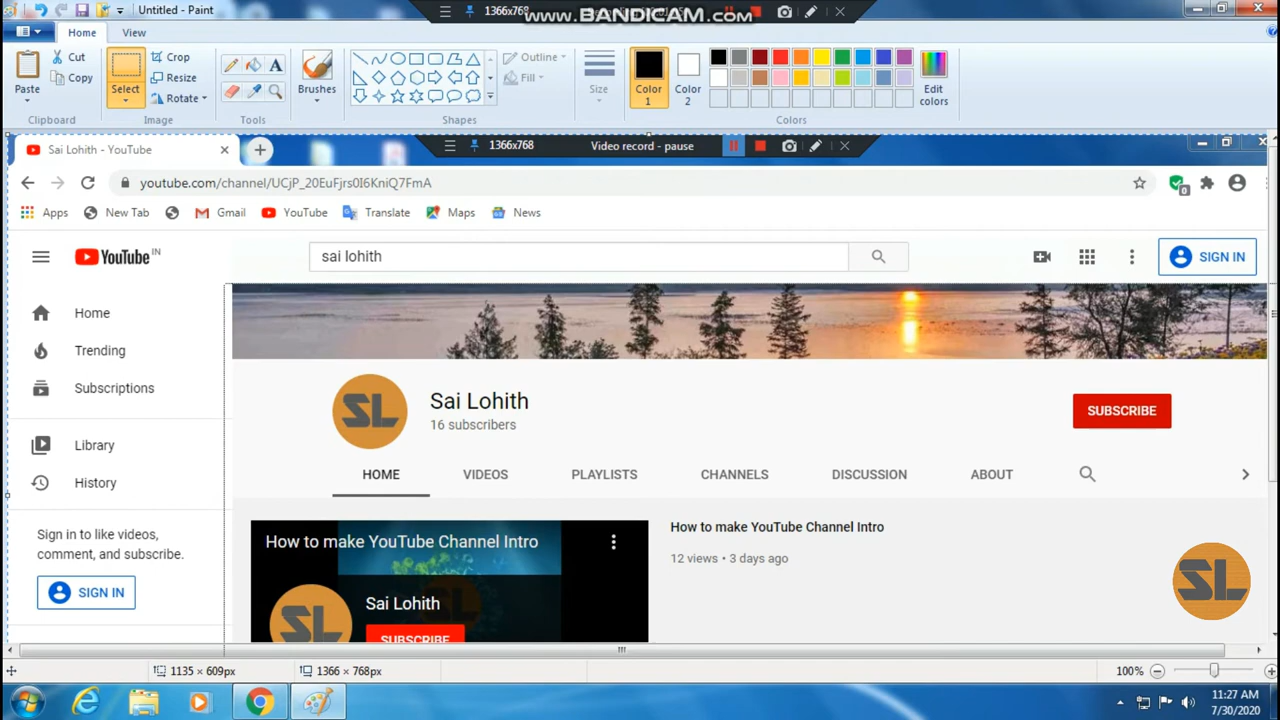 Untitled - Paint
1366x768
www.BANDICAM.com
Home
View
Paste
Cut
Copy
Clipboard
Select
Crop
Resize
Rotate
Image
Tools
Brushes
Shapes
Outline
Fill
Size
Color 1
Color 2
Edit colors
Colors
Sai Lohith - YouTube
1366x768
Video record - pause
youtube.com/channel/UCjP_20EuFjrs0I6KniQ7FmA
0
Apps
New Tab
Gmail
YouTube
Translate
Maps
News
YouTube IN
sai lohith
SIGN IN
Home
Trending
Subscriptions
Library
History
Sign in to like videos,
comment, and subscribe.
SIGN IN
SL
Sai Lohith
16 subscribers
SUBSCRIBE
HOME
VIDEOS
PLAYLISTS
CHANNELS
DISCUSSION
ABOUT
How to make YouTube Channel Intro
SL
Sai Lohith
SUBSCRIBE
How to make YouTube Channel Intro
12 views • 3 days ago
SL
1135 × 609px
1366 × 768px
100%
11:27 AM
7/30/2020